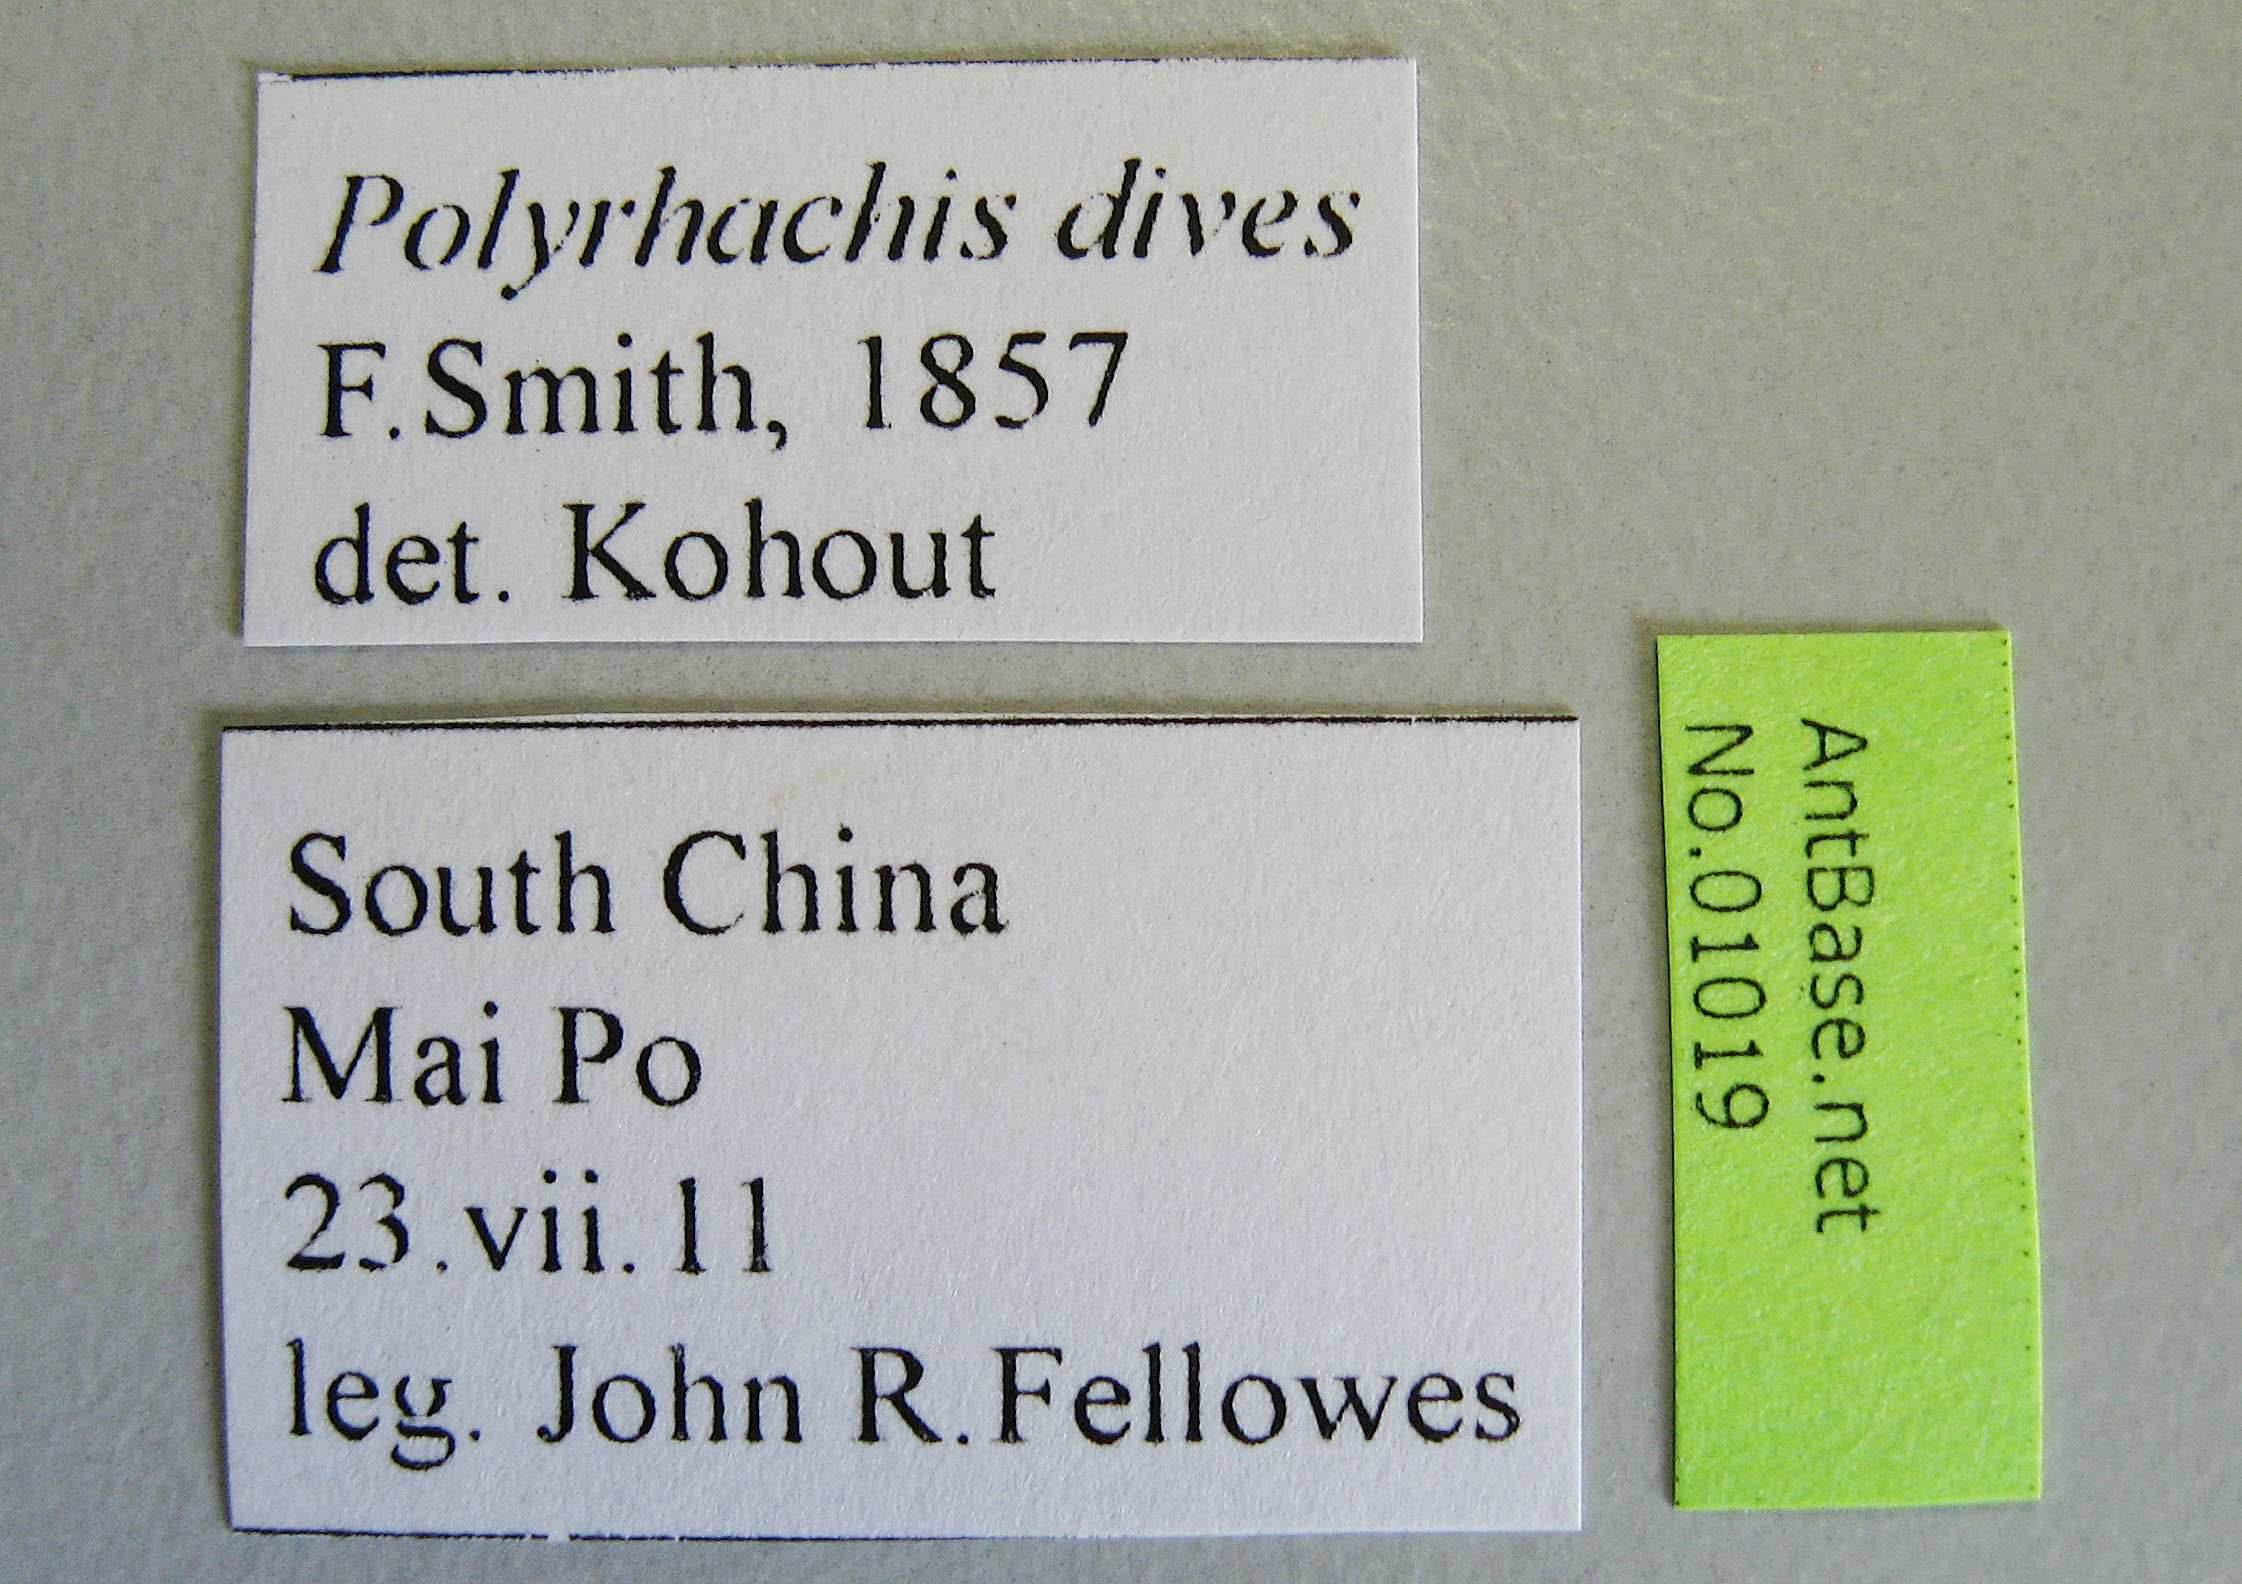 Polyrhachis dives
F.Smith, 1857
det. Kohout
South China
Mai Po
23.vii.11
leg. John R.Fellowes
AntBase.net
No.01019